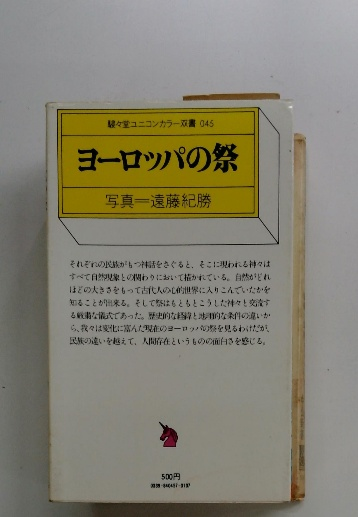 駸々堂ユニコンカラー双書 045
ヨーロッパの祭
写真=遠藤紀勝
それぞれの民族がもつ神話をさぐると、そこに現われる神々は
すべて自然現象との関わりにおいて描かれている。自然がどれ
ほどの大きさをもって古代人の心的世界に入りこんでいたかを
知ることが出来る。そして祭はもともとこうした神々と交流す
る厳粛な儀式であった。歴史的な経緯と地理的な条件の違いか
ら、我々は変化に富んだ現在のヨーロッパの祭を見るわけだが、
民族の違いを越えて、人間存在というものの面白さを感じる。
500円